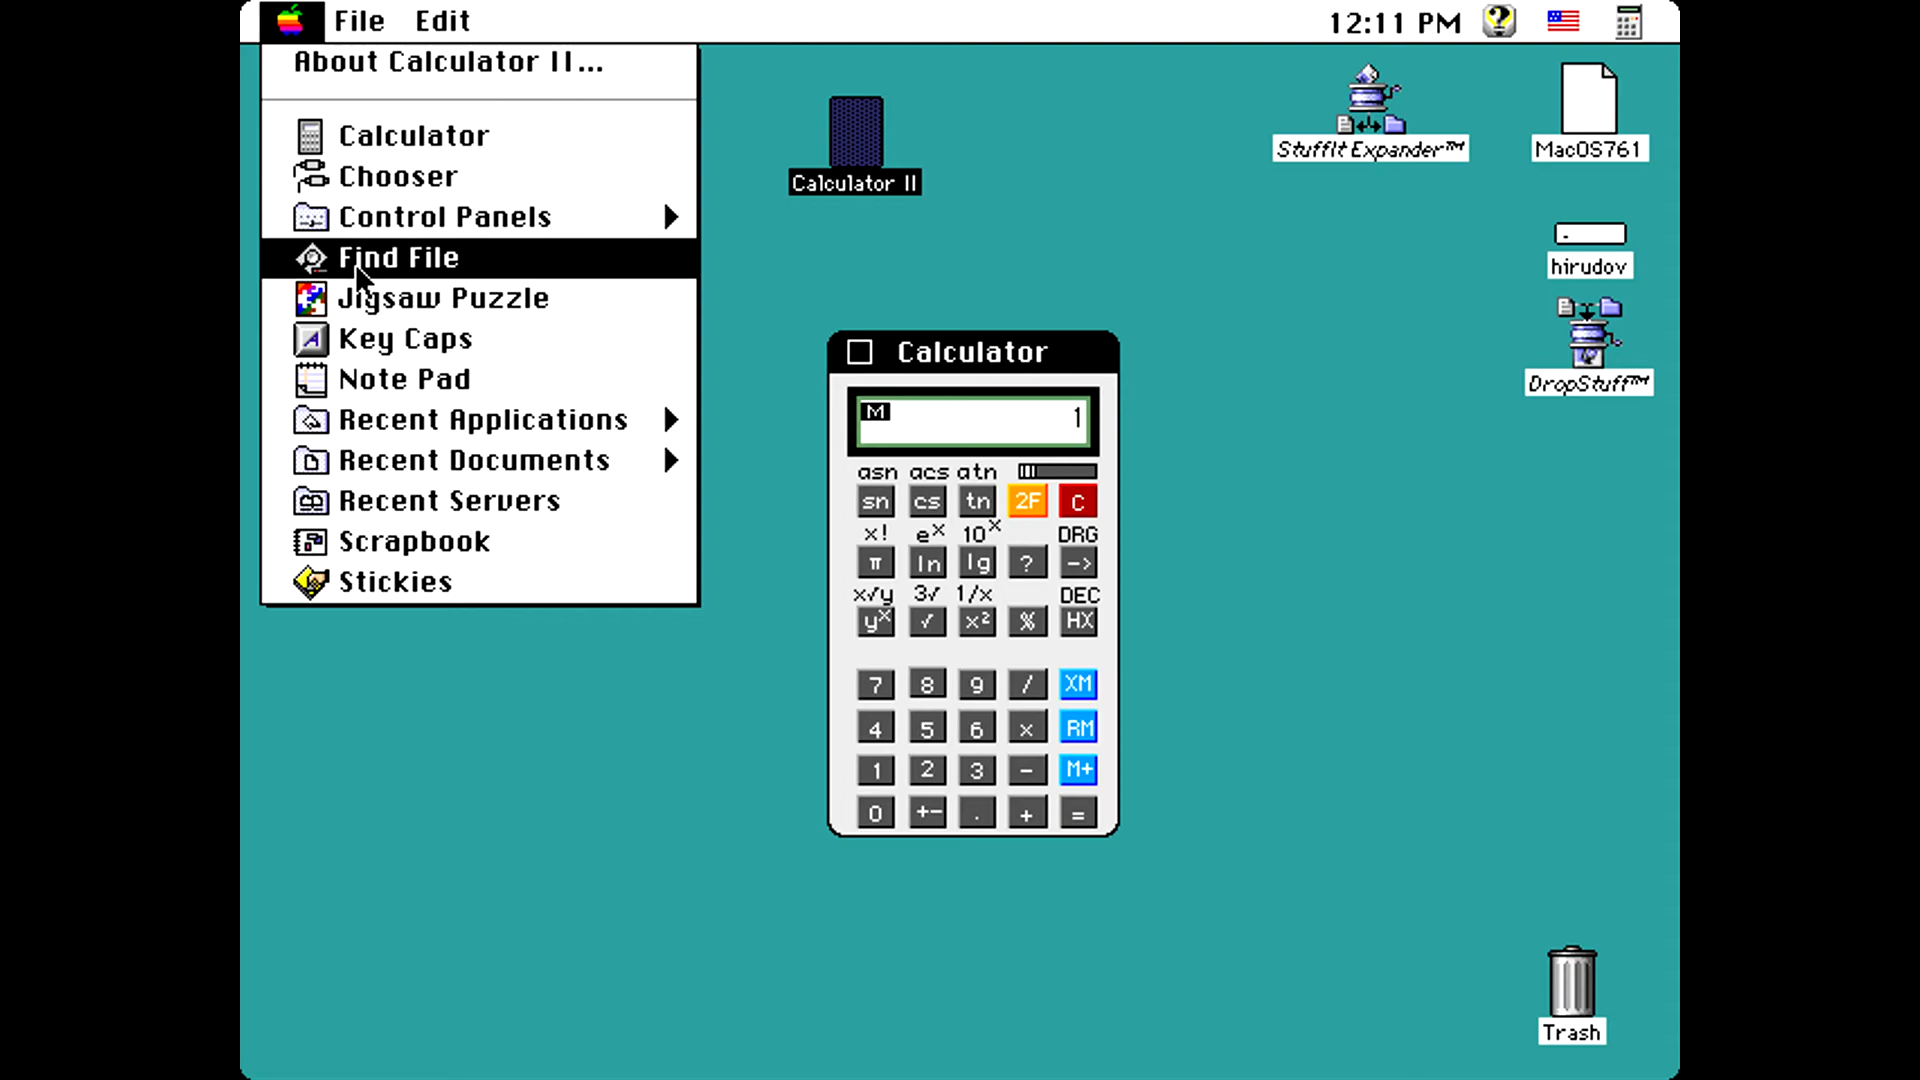 File Edit 12:11 PM
About Calculator II...
Calculator
Chooser
Control Panels
Find File
Jigsaw Puzzle
Key Caps
Note Pad
Recent Applications
Recent Documents
Recent Servers
Scrapbook
Stickies
Calculator II
StuffIt Expander™
MacOS761
hirudov
DropStuff™
Trash
Calculator
M 1
asn acs atn
sn cs tn 2F C
x! eˣ 10ˣ DRG
π ln lg ? ->
x√y 3√ 1/x DEC
yˣ √ x² % HX
7 8 9 / XM
4 5 6 x RM
1 2 3 - M+
0 +- . + =